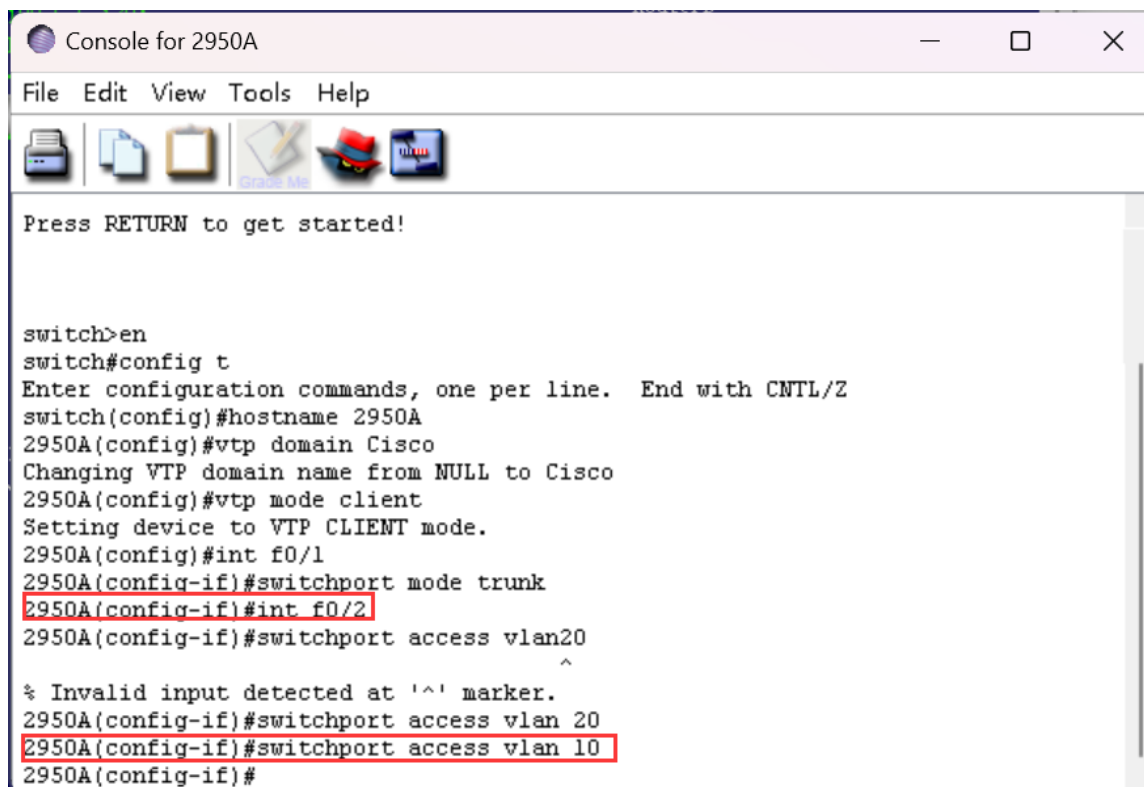 Console for 2950A
File Edit View Tools Help
Grade Me
Press RETURN to get started!
switch>en
switch#config t
Enter configuration commands, one per line.  End with CNTL/Z
switch(config)#hostname 2950A
2950A(config)#vtp domain Cisco
Changing VTP domain name from NULL to Cisco
2950A(config)#vtp mode client
Setting device to VTP CLIENT mode.
2950A(config)#int f0/1
2950A(config-if)#switchport mode trunk
2950A(config-if)#int f0/2
2950A(config-if)#switchport access vlan20
^
% Invalid input detected at '^' marker.
2950A(config-if)#switchport access vlan 20
2950A(config-if)#switchport access vlan 10
2950A(config-if)#